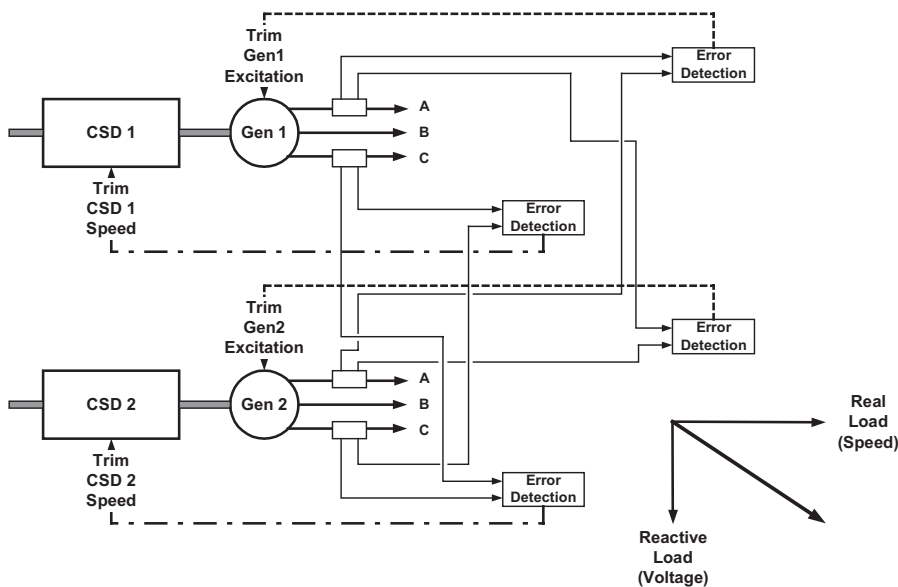 Trim
Gen1
Excitation
Error
Detection
CSD 1
Gen 1
A
B
C
Trim
CSD 1
Speed
Error
Detection
Trim
Gen2
Excitation
Error
Detection
CSD 2
Gen 2
A
B
C
Trim
CSD 2
Speed
Error
Detection
Real
Load
(Speed)
Reactive
Load
(Voltage)